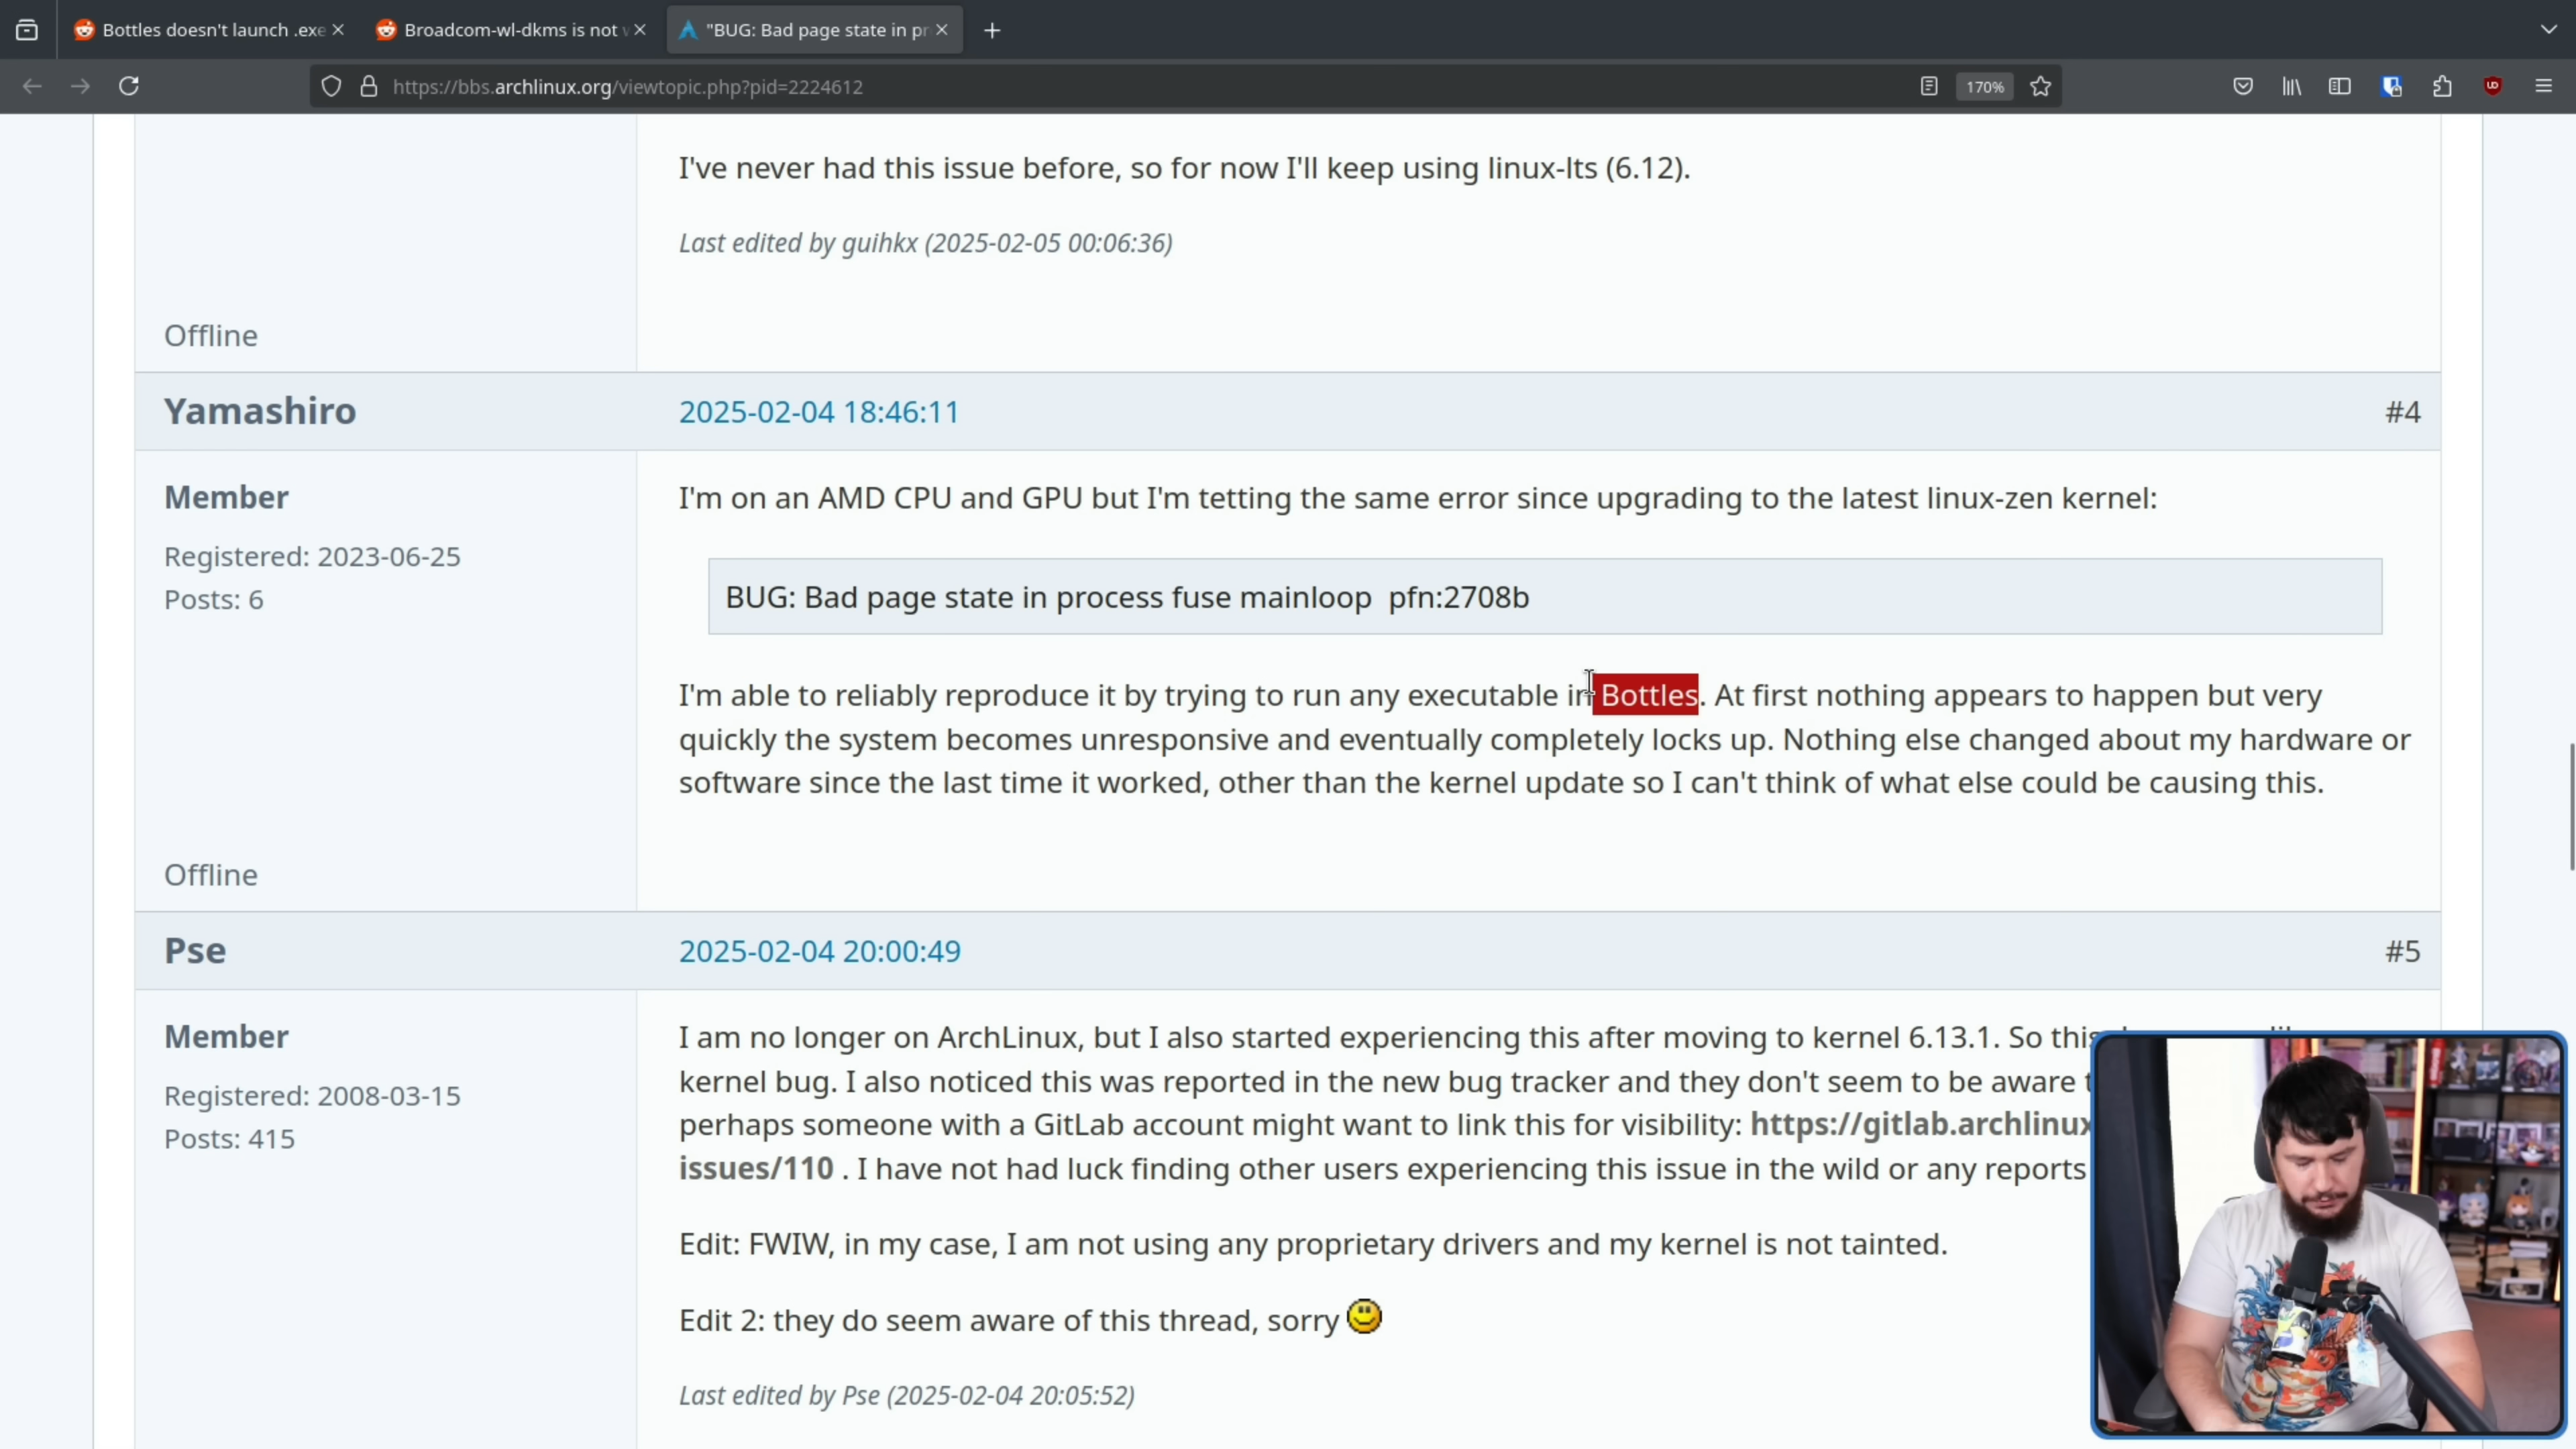 Bottles doesn't launch .exe
Broadcom-wl-dkms is not
"BUG: Bad page state in pr
https://bbs.archlinux.org/viewtopic.php?pid=2224612
170%
I've never had this issue before, so for now I'll keep using linux-lts (6.12).
Last edited by guihkx (2025-02-05 00:06:36)
Offline
Yamashiro
2025-02-04 18:46:11
#4
Member
Registered: 2023-06-25
Posts: 6
I'm on an AMD CPU and GPU but I'm tetting the same error since upgrading to the latest linux-zen kernel:
BUG: Bad page state in process fuse mainloop  pfn:2708b
I'm able to reliably reproduce it by trying to run any executable in Bottles. At first nothing appears to happen but very
quickly the system becomes unresponsive and eventually completely locks up. Nothing else changed about my hardware or
software since the last time it worked, other than the kernel update so I can't think of what else could be causing this.
Offline
Pse
2025-02-04 20:00:49
#5
Member
Registered: 2008-03-15
Posts: 415
I am no longer on ArchLinux, but I also started experiencing this after moving to kernel 6.13.1. So this
kernel bug. I also noticed this was reported in the new bug tracker and they don't seem to be aware
perhaps someone with a GitLab account might want to link this for visibility: https://gitlab.archlinux
issues/110 . I have not had luck finding other users experiencing this issue in the wild or any reports
Edit: FWIW, in my case, I am not using any proprietary drivers and my kernel is not tainted.
Edit 2: they do seem aware of this thread, sorry
Last edited by Pse (2025-02-04 20:05:52)